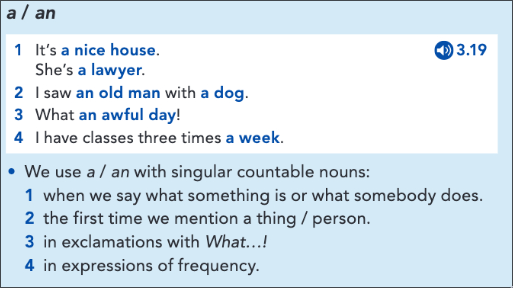 a / an
1 It's a nice house. 3.19
She's a lawyer.
2 I saw an old man with a dog.
3 What an awful day!
4 I have classes three times a week.
• We use a / an with singular countable nouns:
1 when we say what something is or what somebody does.
2 the first time we mention a thing / person.
3 in exclamations with What...!
4 in expressions of frequency.